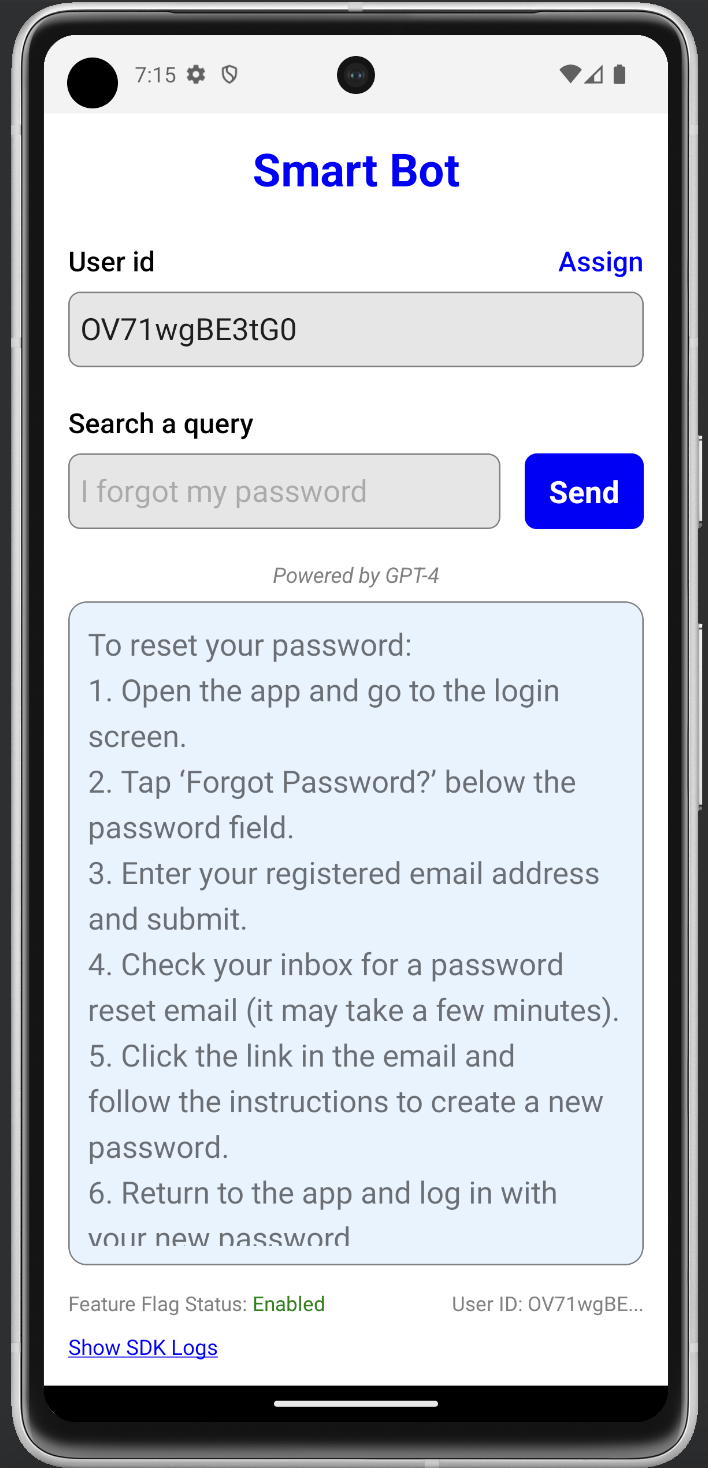 7:15
Smart Bot
User id
Assign
OV71wgBE3tG0
Search a query
I forgot my password
Send
Powered by GPT-4
To reset your password:
1. Open the app and go to the login
screen.
2. Tap ‘Forgot Password?’ below the
password field.
3. Enter your registered email address
and submit.
4. Check your inbox for a password
reset email (it may take a few minutes).
5. Click the link in the email and
follow the instructions to create a new
password.
6. Return to the app and log in with
your new password
Feature Flag Status: Enabled
User ID: OV71wgBE...
Show SDK Logs